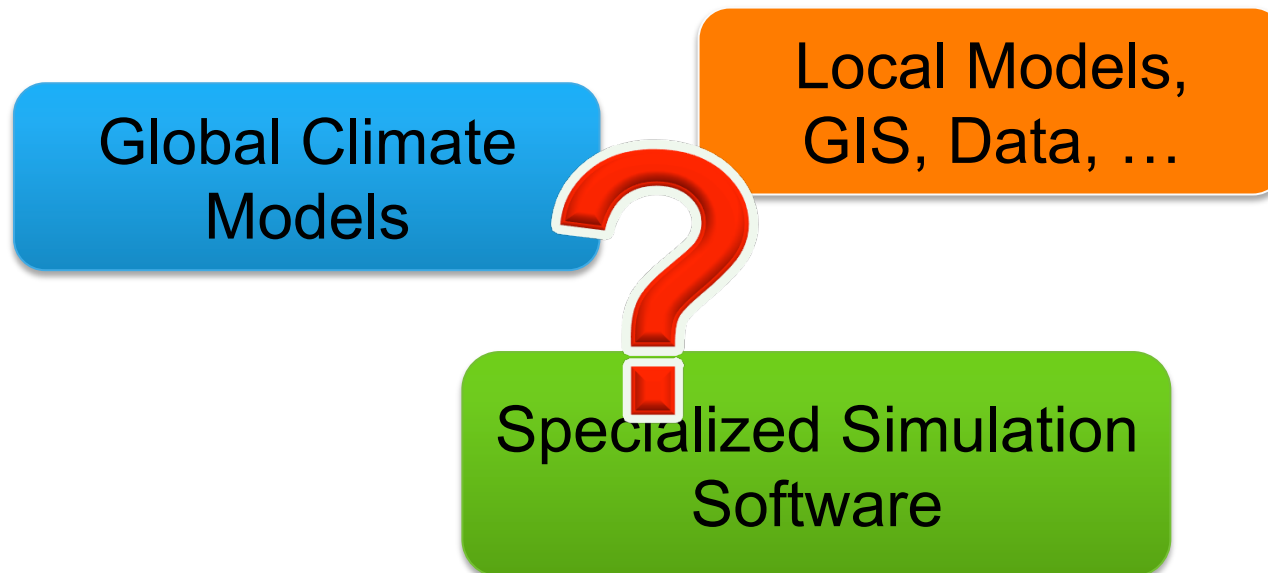 Global Climate
Models
Local Models,
GIS, Data, …
?
Specialized Simulation
Software